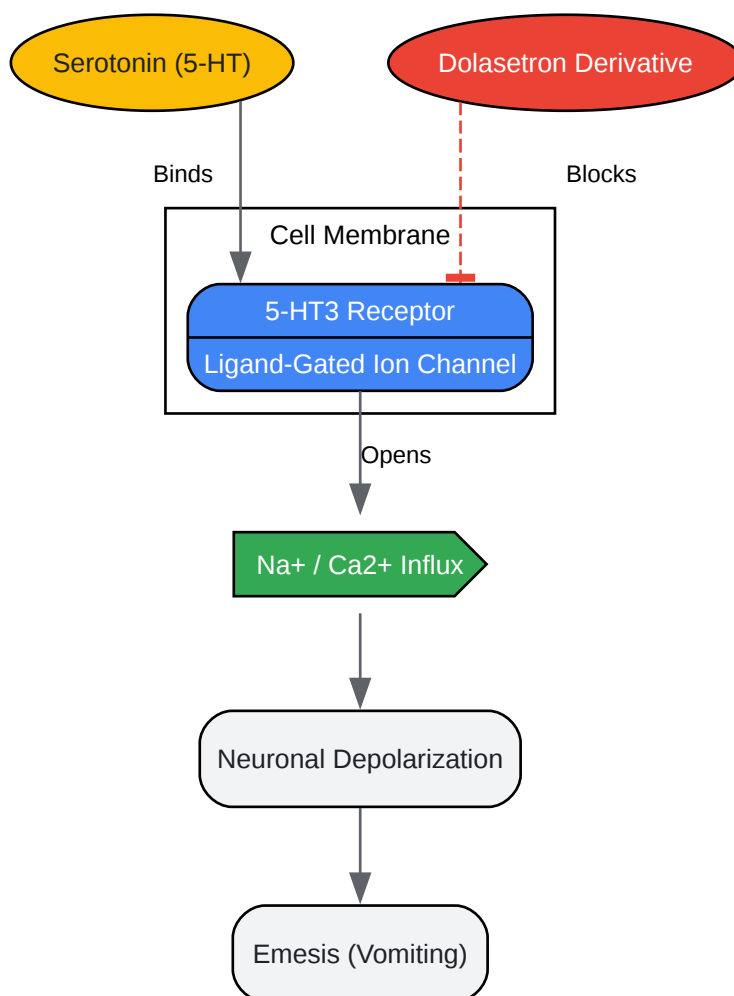 Serotonin (5-HT)
Dolasetron Derivative
Binds
Blocks
Cell Membrane
5-HT3 Receptor
Ligand-Gated Ion Channel
Opens
Na+ / Ca2+ Influx
Neuronal Depolarization
Emesis (Vomiting)